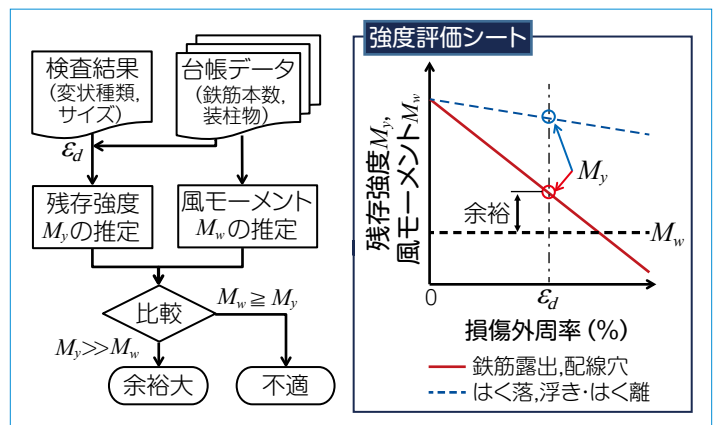 検査結果
(変状種類,
サイズ)
台帳データ
(鉄筋本数,
装柱物)
εd
残存強度
Myの推定
風モーメント
Mwの推定
比較
Mw≧My
My>>Mw
余裕大
不適
強度評価シート
残存強度My,
風モーメントMw
My
余裕
Mw
0
εd
損傷外周率(%)
鉄筋露出,配線穴
はく落,浮き・はく離